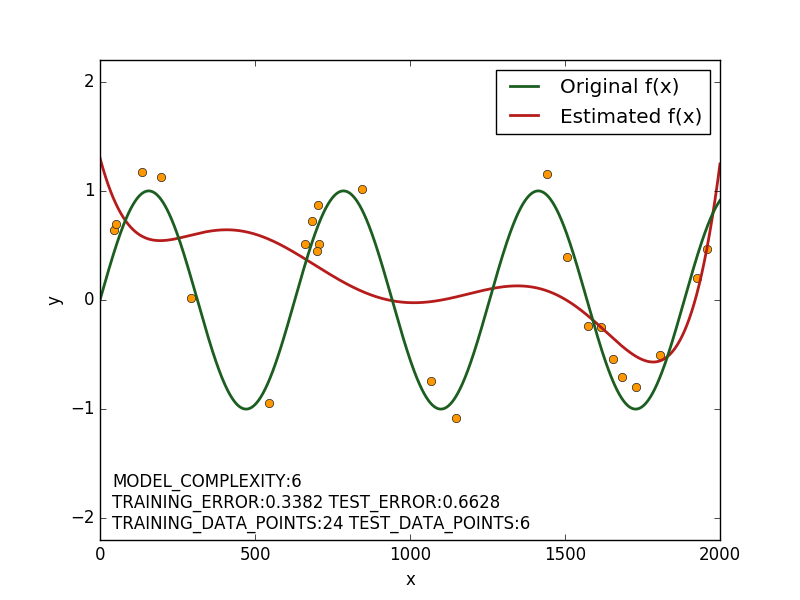 Original f(x)
Estimated f(x)
2
1
0
−1
−2
y
MODEL_COMPLEXITY:6
TRAINING_ERROR:0.3382 TEST_ERROR:0.6628
TRAINING_DATA_POINTS:24 TEST_DATA_POINTS:6
0 500 1000 1500 2000
x